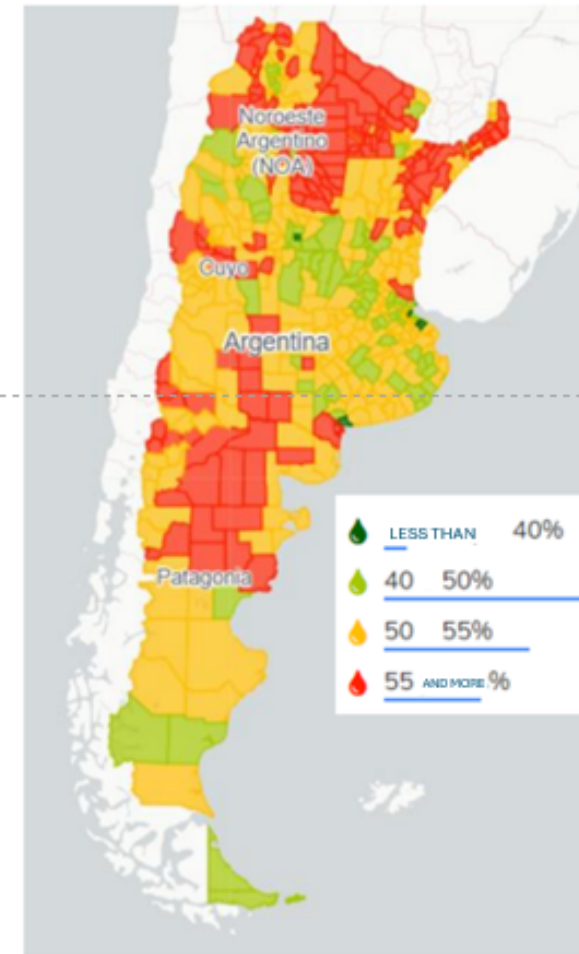 Noroeste
Argentino
(NOA)
Cuyo
Argentina
Patagonia
LESS THAN 40%
40 50%
50 55%
55 AND MORE %